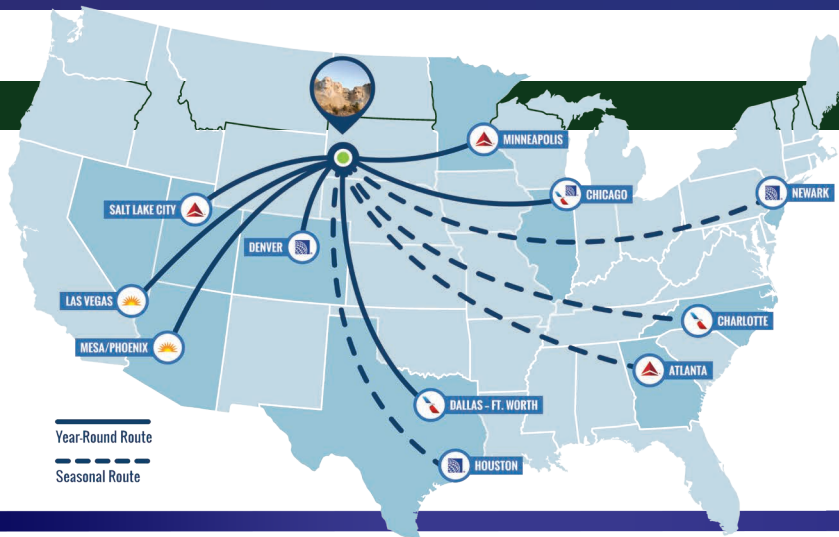 MINNEAPOLIS
CHICAGO
NEWARK
SALT LAKE CITY
DENVER
LAS VEGAS
CHARLOTTE
MESA/PHOENIX
ATLANTA
DALLAS – FT. WORTH
Year-Round Route
HOUSTON
Seasonal Route